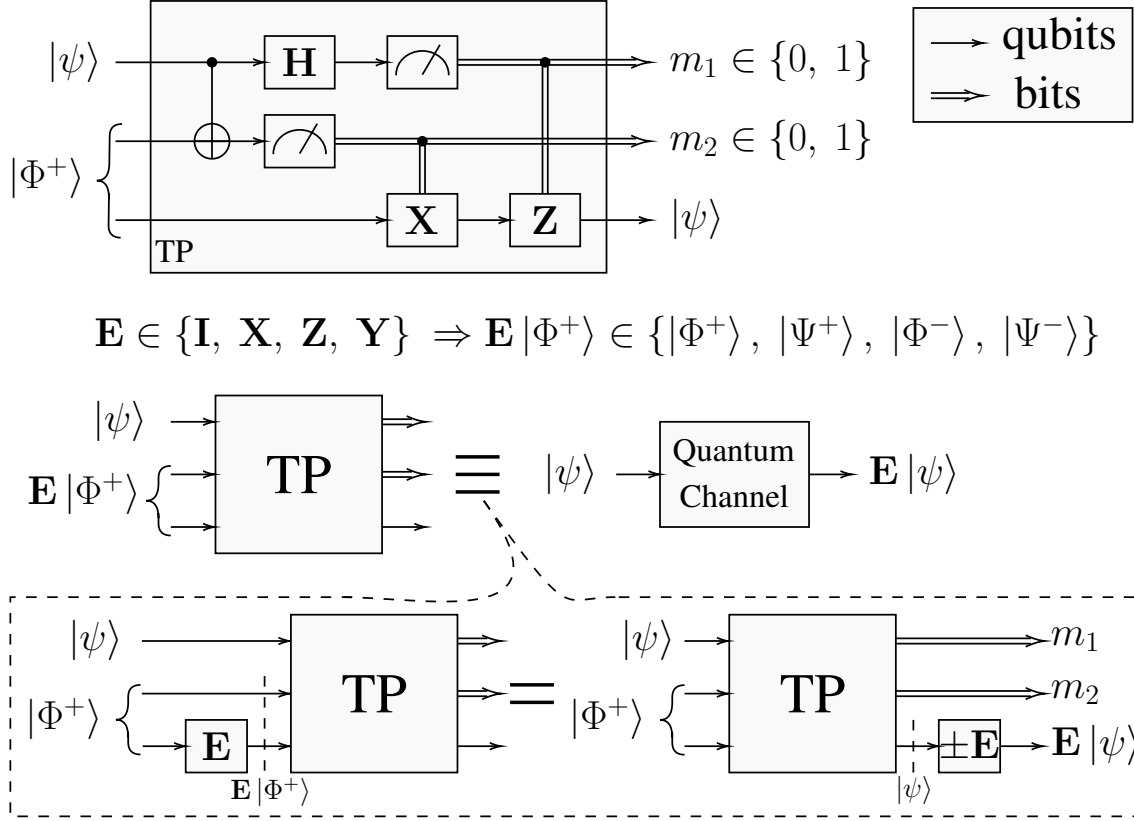 |ψ⟩ H m₁ ∈ {0, 1} qubits
bits
|Φ⁺⟩ m₂ ∈ {0, 1}
X Z |ψ⟩
TP
E ∈ {I, X, Z, Y} ⇒ E |Φ⁺⟩ ∈ {|Φ⁺⟩, |Ψ⁺⟩, |Φ⁻⟩, |Ψ⁻⟩}
|ψ⟩
E |Φ⁺⟩ TP ≡ |ψ⟩ Quantum Channel E |ψ⟩
|ψ⟩ TP = |ψ⟩ TP m₁
|Φ⁺⟩ |Φ⁺⟩ m₂
E ±E E |ψ⟩
E |Φ⁺⟩ |ψ⟩